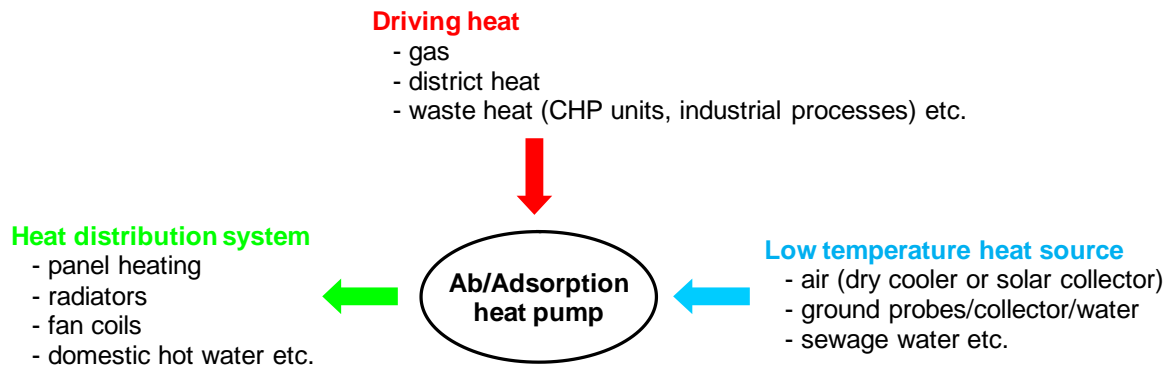 Driving heat
- gas
- district heat
- waste heat (CHP units, industrial processes) etc.
Heat distribution system
- panel heating
- radiators
- fan coils
- domestic hot water etc.
Ab/Adsorption
heat pump
Low temperature heat source
- air (dry cooler or solar collector)
- ground probes/collector/water
- sewage water etc.